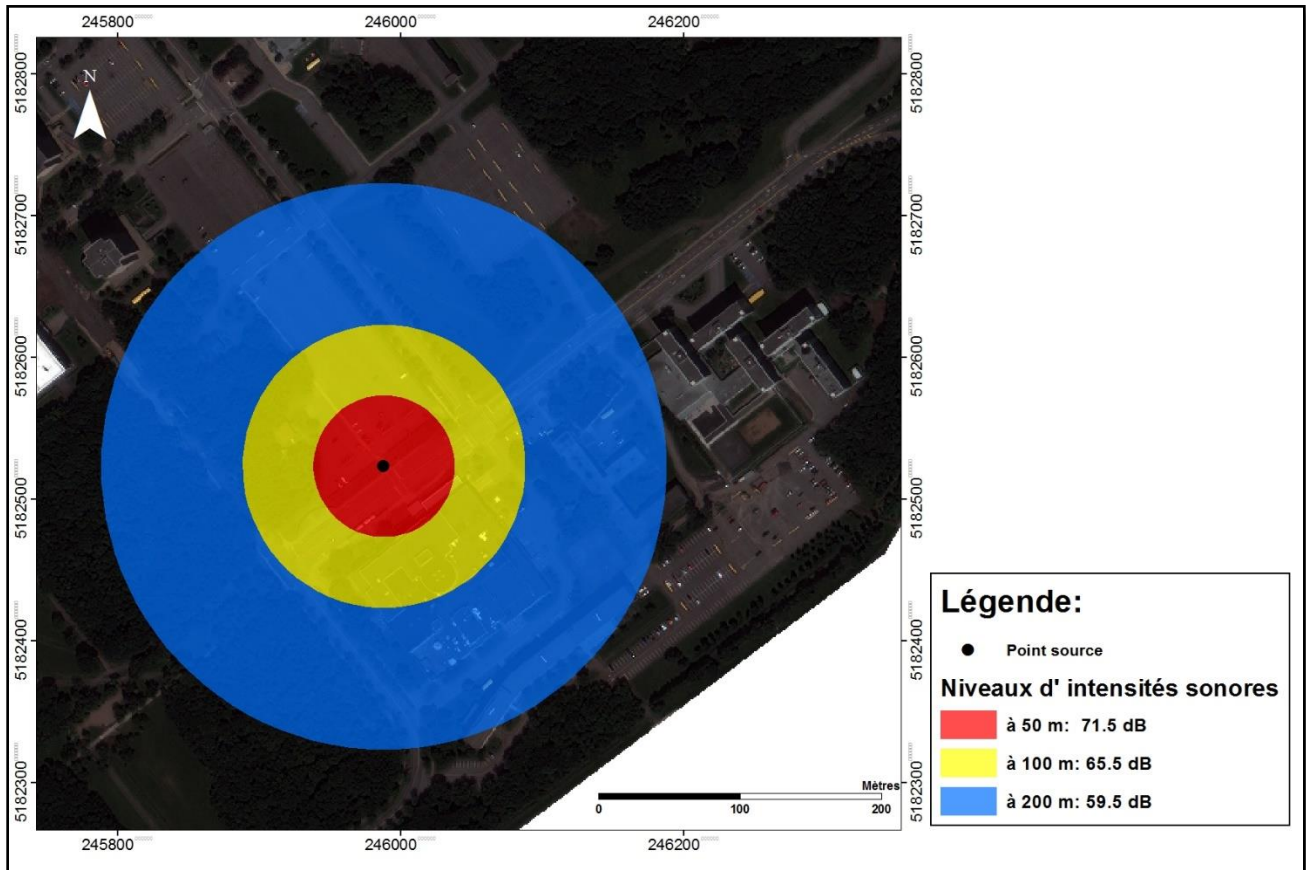 245800 246000 246200
5182800 5182800
N
5182700 5182700
5182600 5182600
5182500 5182500
5182400 5182400
5182300 5182300
Mètres
0 100 200
245800 246000 246200
Légende:
Point source
Niveaux d' intensités sonores
à 50 m: 71.5 dB
à 100 m: 65.5 dB
à 200 m: 59.5 dB